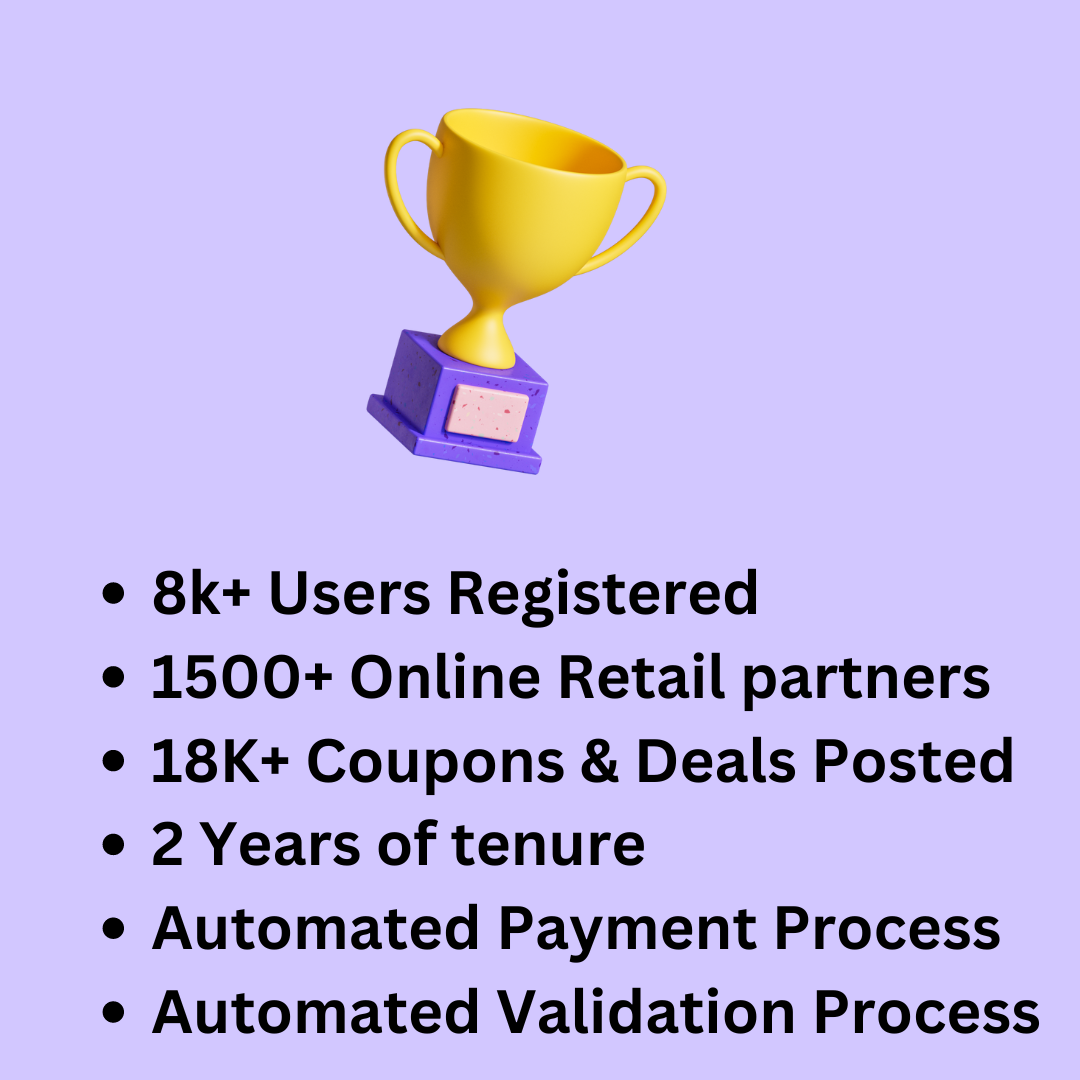 • 8k+ Users Registered
• 1500+ Online Retail partners
• 18K+ Coupons & Deals Posted
• 2 Years of tenure
• Automated Payment Process
• Automated Validation Process